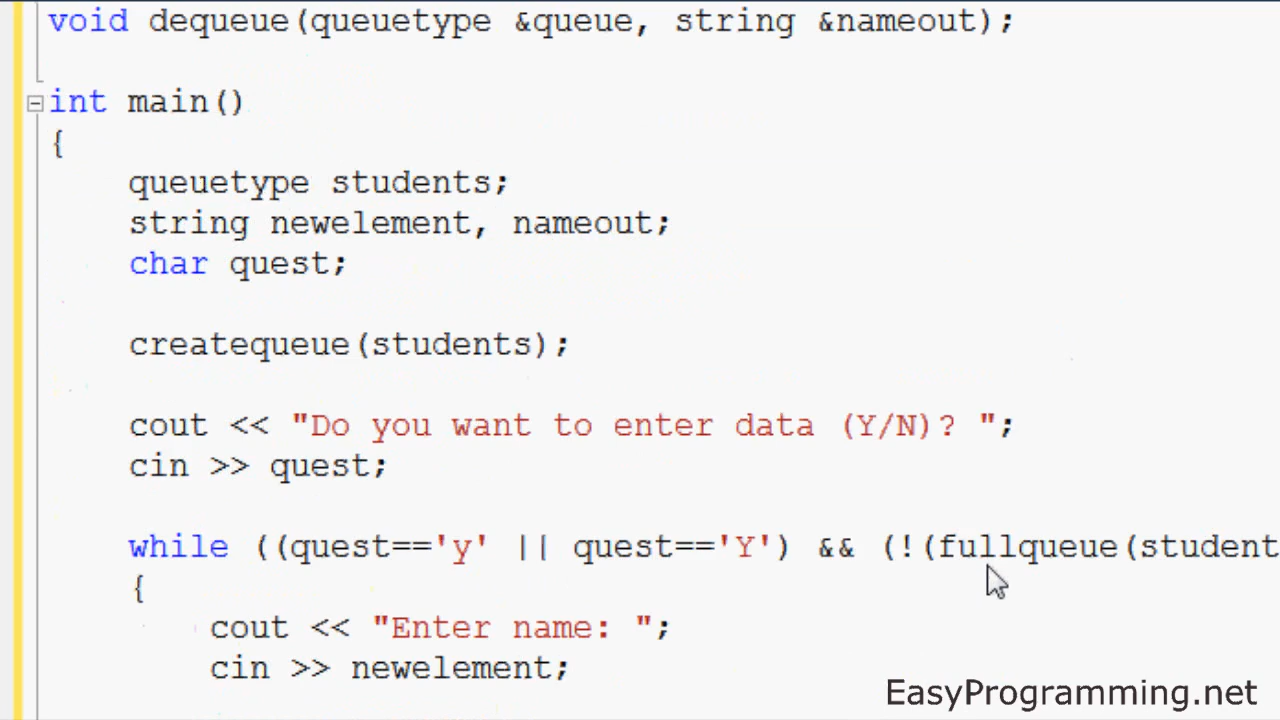 void dequeue(queuetype &queue, string &nameout);
int main()
{
queuetype students;
string newelement, nameout;
char quest;
createqueue(students);
cout << "Do you want to enter data (Y/N)? ";
cin >> quest;
while ((quest=='y' || quest=='Y') && (!(fullqueue(student
{
cout << "Enter name: ";
cin >> newelement;
EasyProgramming.net